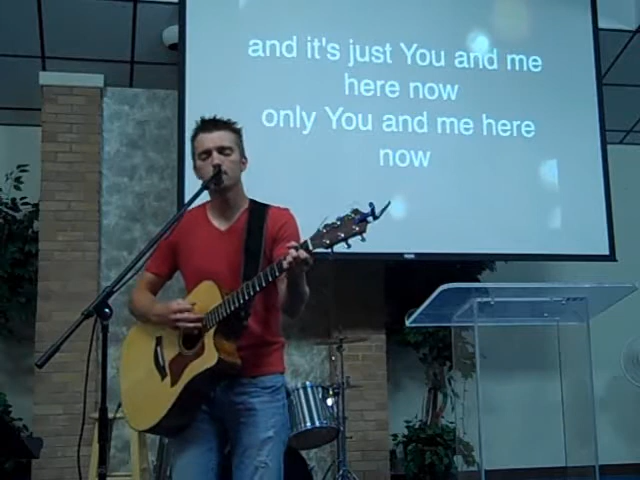 and it's just You and me
here now
only You and me here
now